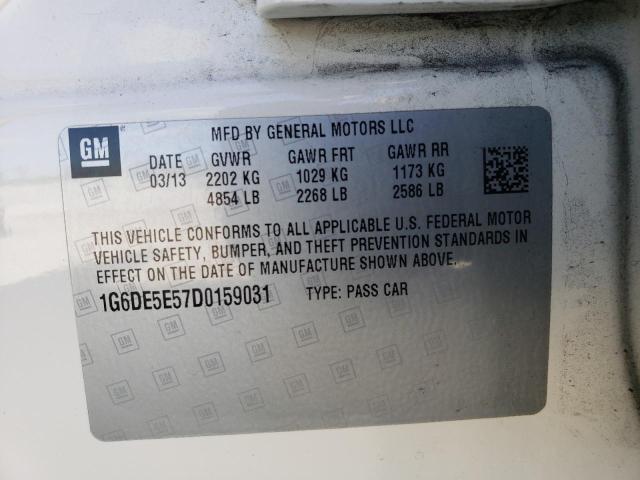 GM
MFD BY GENERAL MOTORS LLC
DATE GVWR GAWR FRT GAWR RR
03/13 2202 KG 1029 KG 1173 KG
4854 LB 2268 LB 2586 LB
THIS VEHICLE CONFORMS TO ALL APPLICABLE U.S. FEDERAL MOTOR
VEHICLE SAFETY, BUMPER, AND THEFT PREVENTION STANDARDS IN
EFFECT ON THE DATE OF MANUFACTURE SHOWN ABOVE.
1G6DE5E57D0159031 TYPE: PASS CAR